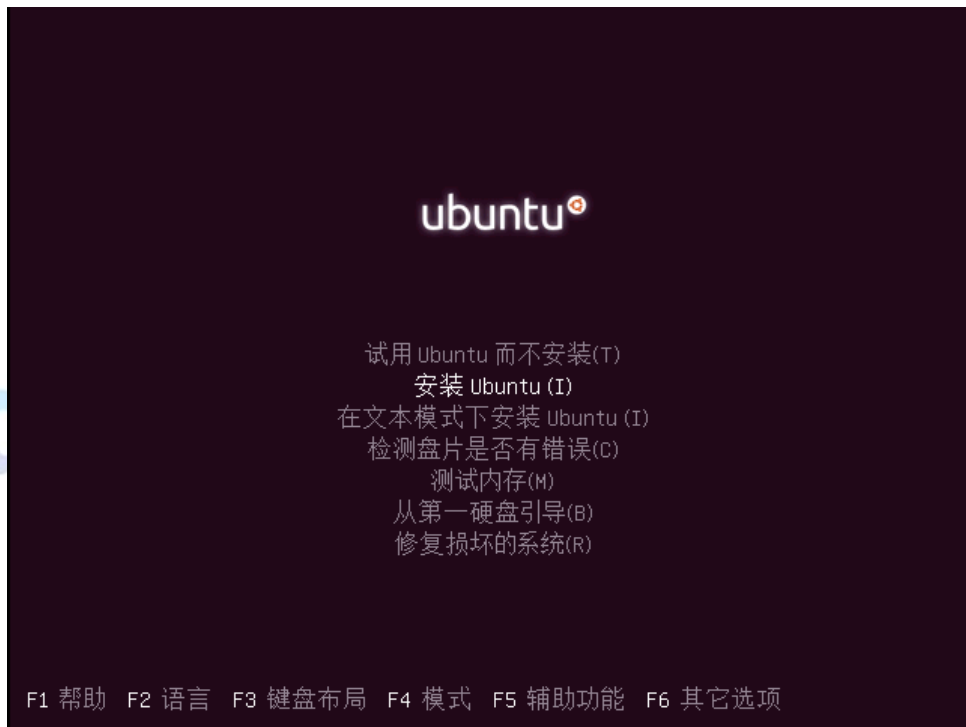 ubuntu
试用 Ubuntu 而不安装(T)
安装 Ubuntu (I)
在文本模式下安装 Ubuntu (I)
检测盘片是否有错误(C)
测试内存(M)
从第一硬盘引导(B)
修复损坏的系统(R)
F1 帮助 F2 语言 F3 键盘布局 F4 模式 F5 辅助功能 F6 其它选项